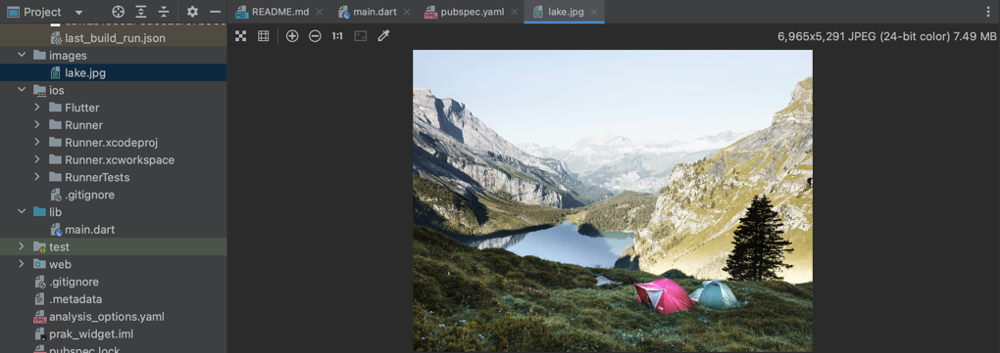 Project
README.md
main.dart
pubspec.yaml
lake.jpg
1:1
6,965x5,291 JPEG (24-bit color) 7.49 MB
last_build_run.json
images
lake.jpg
ios
Flutter
Runner
Runner.xcodeproj
Runner.xcworkspace
RunnerTests
.gitignore
lib
main.dart
test
web
.gitignore
.metadata
analysis_options.yaml
prak_widget.iml
pubspec.lock